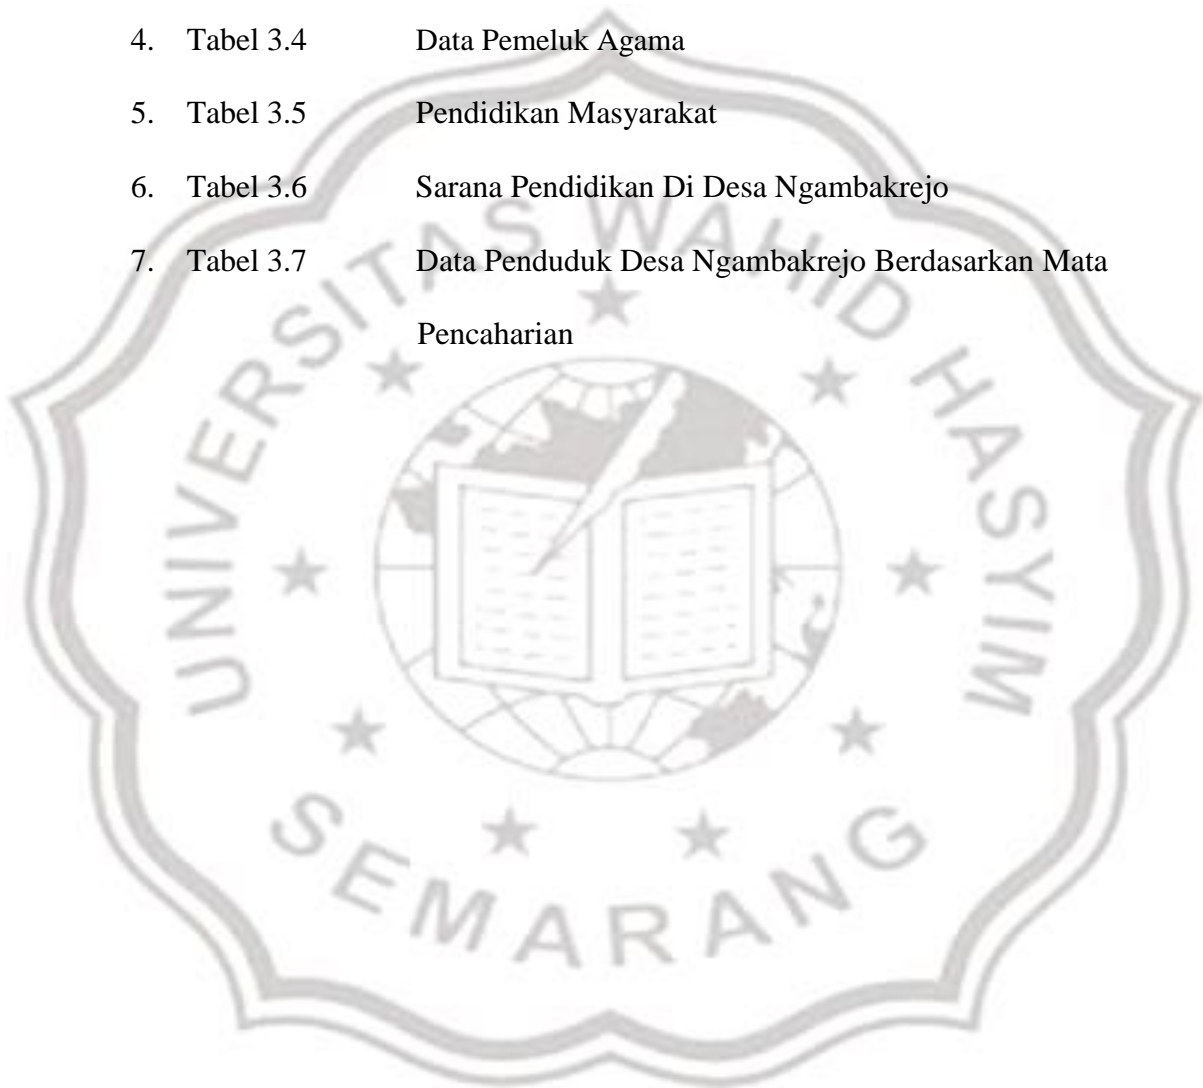 4. Tabel 3.4 Data Pemeluk Agama
5. Tabel 3.5 Pendidikan Masyarakat
6. Tabel 3.6 Sarana Pendidikan Di Desa Ngambakrejo
7. Tabel 3.7 Data Penduduk Desa Ngambakrejo Berdasarkan Mata
Pencaharian
UNIVERSITAS WAHID HASYIM
SEMARANG